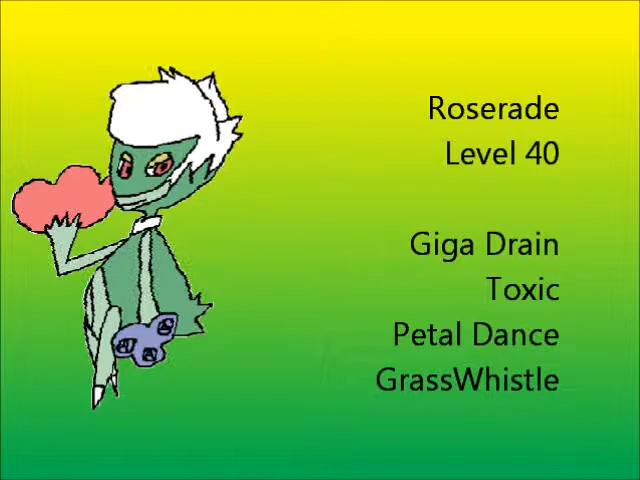 Roserade
Level 40
Giga Drain
Toxic
Petal Dance
GrassWhistle